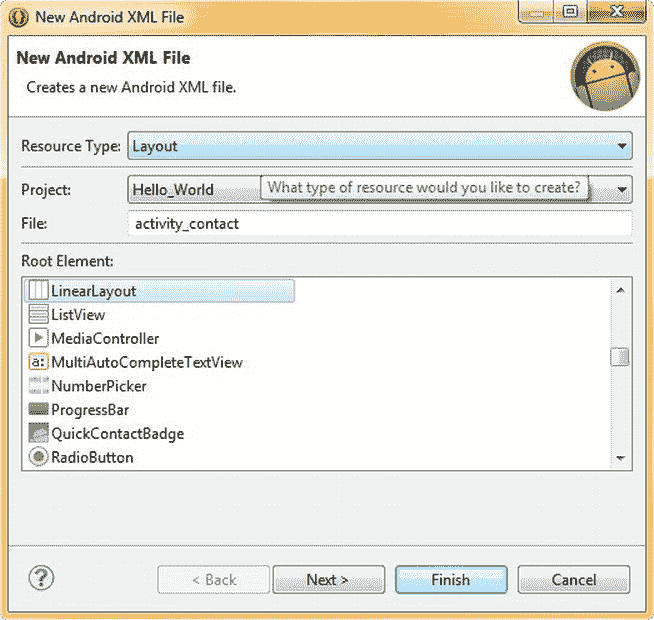 New Android XML File
New Android XML File
Creates a new Android XML file.
Resource Type: Layout
Project: Hello_World
What type of resource would you like to create?
File: activity_contact
Root Element:
LinearLayout
ListView
MediaController
a: MultiAutoCompleteTextView
NumberPicker
ProgressBar
QuickContactBadge
RadioButton
? < Back Next > Finish Cancel